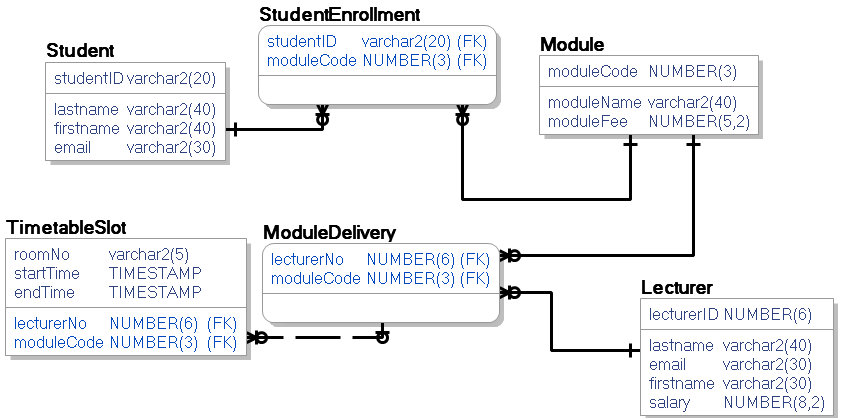 StudentEnrollment
studentID varchar2(20) (FK)
moduleCode NUMBER(3) (FK)
Student
studentID varchar2(20)
lastname varchar2(40)
firstname varchar2(40)
email varchar2(30)
Module
moduleCode NUMBER(3)
moduleName varchar2(40)
moduleFee NUMBER(5,2)
TimetableSlot
roomNo varchar2(5)
startTime TIMESTAMP
endTime TIMESTAMP
lecturerNo NUMBER(6) (FK)
moduleCode NUMBER(3) (FK)
ModuleDelivery
lecturerNo NUMBER(6) (FK)
moduleCode NUMBER(3) (FK)
Lecturer
lecturerID NUMBER(6)
lastname varchar2(40)
email varchar2(30)
firstname varchar2(30)
salary NUMBER(8,2)